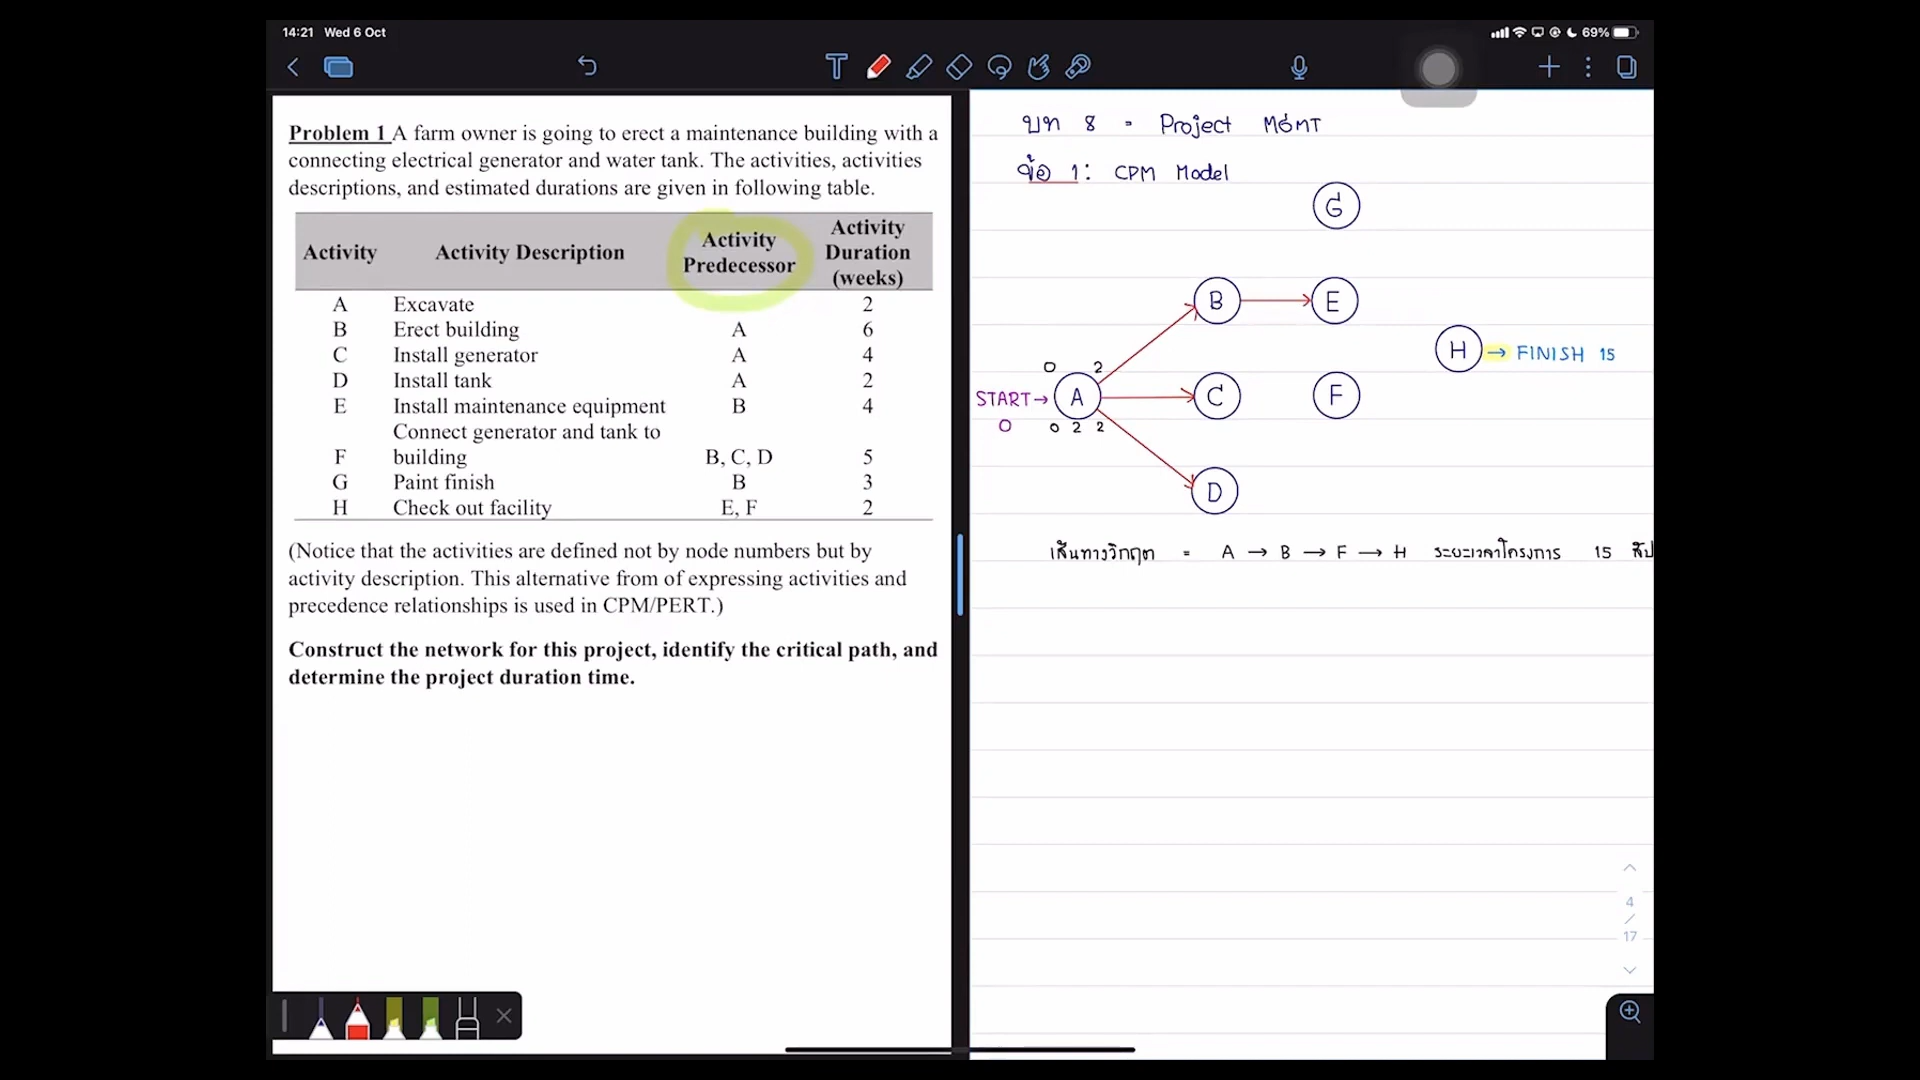 14:21 Wed 6 Oct
69%
Problem 1 A farm owner is going to erect a maintenance building with a
connecting electrical generator and water tank. The activities, activities
descriptions, and estimated durations are given in following table.
Activity Activity Description Activity Predecessor Activity Duration (weeks)
A Excavate 2
B Erect building A 6
C Install generator A 4
D Install tank A 2
E Install maintenance equipment B 4
Connect generator and tank to
F building B, C, D 5
G Paint finish B 3
H Check out facility E, F 2
(Notice that the activities are defined not by node numbers but by
activity description. This alternative from of expressing activities and
precedence relationships is used in CPM/PERT.)
Construct the network for this project, identify the critical path, and
determine the project duration time.
บท 8 - Project MGMT
ข้อ 1: CPM Model
G
B E
H → FINISH 15
0 2
START → A C F
0 0 2 2
D
เส้นทางวิกฤต = A → B → F → H ระยะเวลาโครงการ 15 สัป
4
/
17